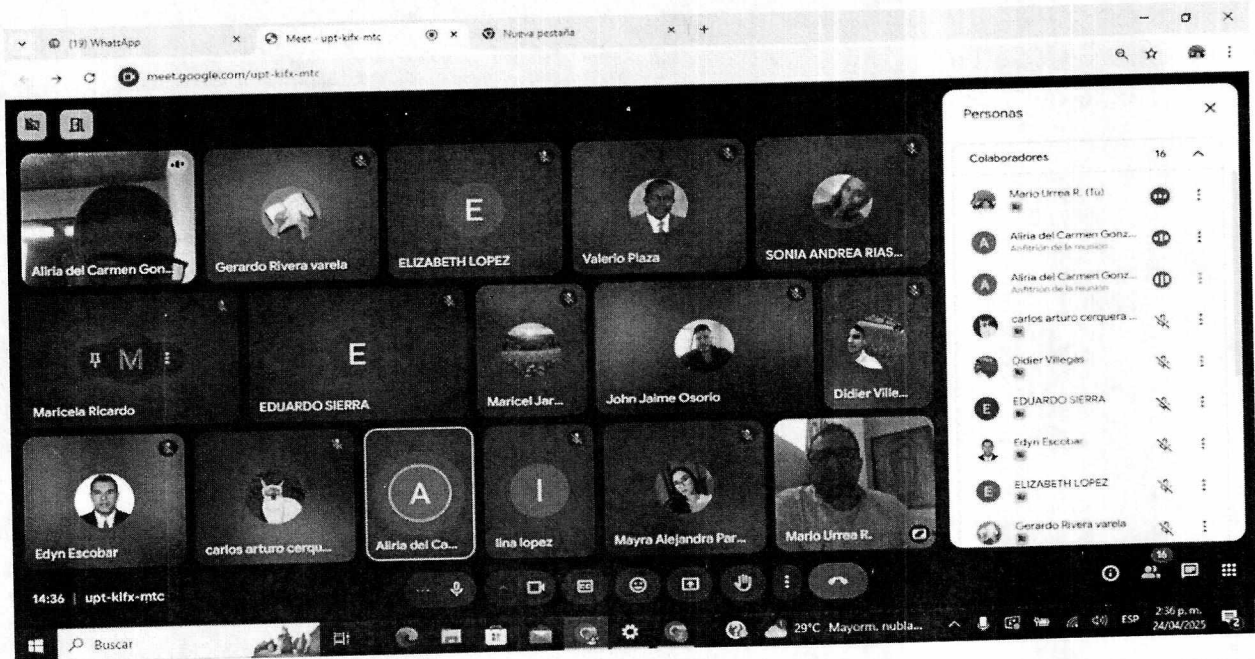 (19) WhatsApp
Meet - upt-kifx-mtc
Nueva pestaña
meet.google.com/upt-kifx-mtc
Personas
Colaboradores 16
Mario Urrea R. (Tú)
Aliria del Carmen Gonz...
Anfitrión de la reunión
Aliria del Carmen Gonz...
Anfitrión de la reunión
carlos arturo cerquera ...
Didier Villegas
EDUARDO SIERRA
Edyn Escobar
ELIZABETH LOPEZ
Gerardo Rivera varela
Aliria del Carmen Gon...
Gerardo Rivera varela
E
ELIZABETH LOPEZ
Valerio Plaza
SONIA ANDREA RIAS...
M
Maricela Ricardo
E
EDUARDO SIERRA
Maricel Jar...
John Jaime Osorio
Didier Ville...
Edyn Escobar
carlos arturo cerqu...
A
Aliria del Ca...
l
lina lopez
Mayra Alejandra Par...
Mario Urrea R.
14:36 | upt-kifx-mtc
16
Buscar
29°C Mayorm. nubla...
ESP
2:36 p. m.
24/04/2025